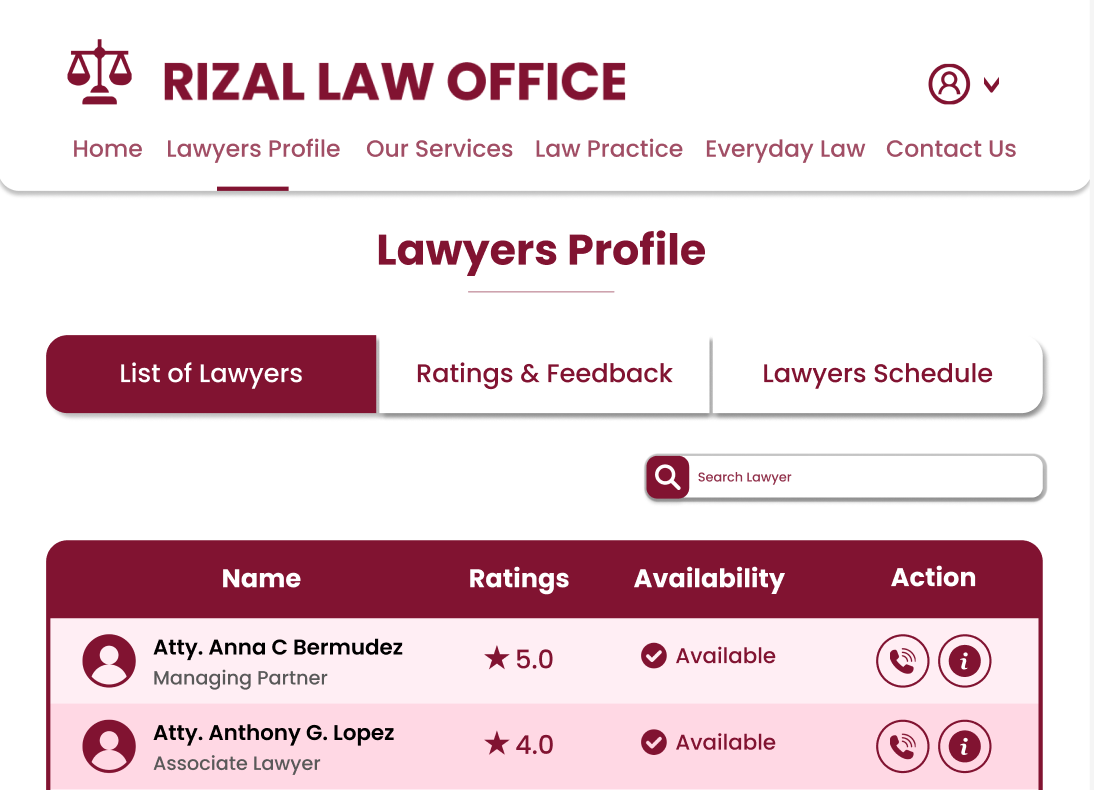 RIZAL LAW OFFICE
Home Lawyers Profile Our Services Law Practice Everyday Law Contact Us
Lawyers Profile
List of Lawyers Ratings & Feedback Lawyers Schedule
Search Lawyer
Name Ratings Availability Action
Atty. Anna C Bermudez
Managing Partner
★ 5.0 Available
Atty. Anthony G. Lopez
Associate Lawyer
★ 4.0 Available